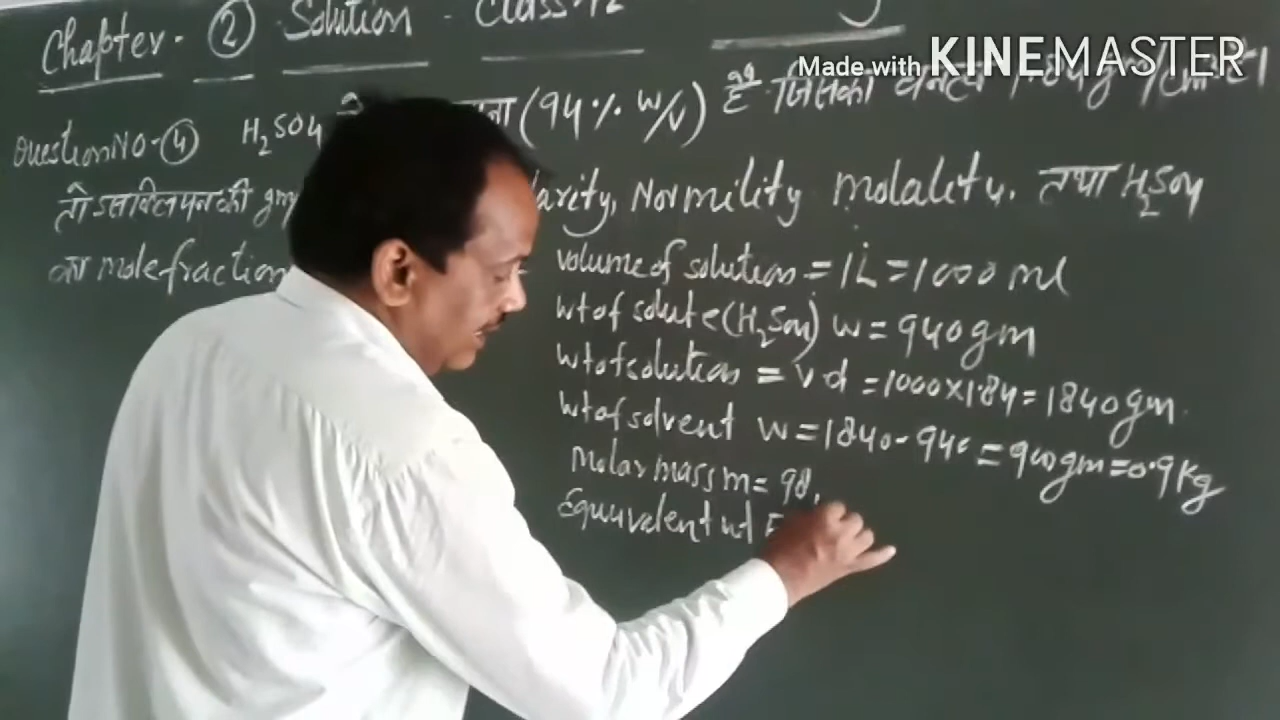 Chapter - ② Solution - Class-12
Made with KINEMASTER
Question NO-④ H2SO4 (94% W/V) है जिसका घनत्व 1.84gm/cm3 है।
तो इस विलयन की gm larity, Normility molality. तथा H2SO4
का mole fraction
volume of solution = 1L = 1000 ml
wt of solute (H2SO4) w = 940 gm
wt of solution = V d = 1000×1.84 = 1840 gm.
wt of solvent W = 1840 - 940 = 900 gm = 0.9 Kg
Molar mass m = 98,
Equivalent wt E